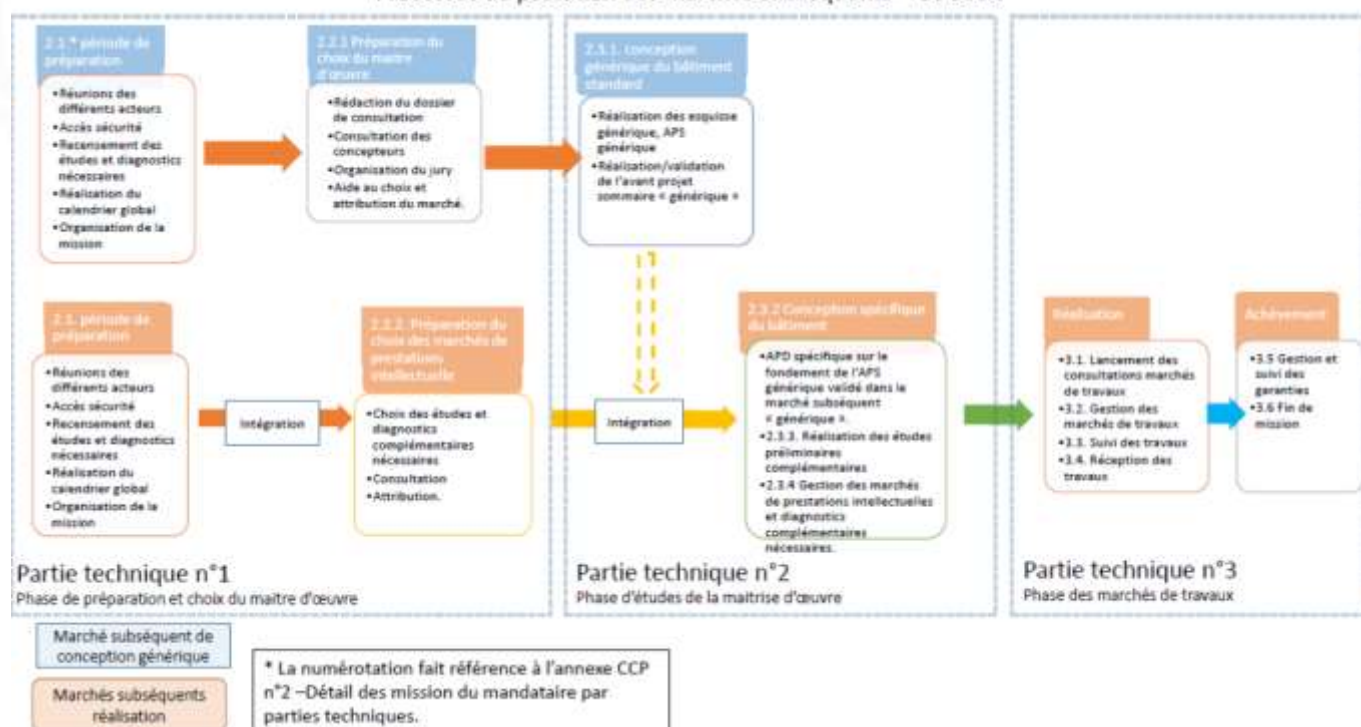 2.1.* période de
préparation
•Réunions des
différents acteurs
•Accès sécurité
•Recensement des
études et diagnostics
nécessaires
•Réalisation du
calendrier global
•Organisation de la
mission
2.2.1 Préparation du
choix du maitre
d'œuvre
•Rédaction du dossier
de consultation
•Consultation des
concepteurs
•Organisation du jury
•Aide au choix et
attribution du marché.
2.3.1. conception
générique du bâtiment
standard
•Réalisation des esquisse
générique, APS
générique
•Réalisation/validation
de l'avant projet
sommaire « générique »
2.1. période de
préparation
•Réunions des
différents acteurs
•Accès sécurité
•Recensement des
études et diagnostics
nécessaires
•Réalisation du
calendrier global
•Organisation de la
mission
Intégration
2.2.2. Préparation du
choix des marchés de
prestations
intellectuelle
•Choix des études et
diagnostics
complémentaires
nécessaires
•Consultation
•Attribution.
Intégration
2.3.2 Conception spécifique
du bâtiment
•APD spécifique sur le
fondement de l'APS
générique validé dans le
marché subséquent
« générique ».
•2.3.3. Réalisation des études
préliminaires
complémentaires
•2.3.4 Gestion des marchés
de prestations intellectuelles
et diagnostics
complémentaires
nécessaires.
Réalisation
•3.1. Lancement des
consultations marchés
de travaux
•3.2. Gestion des
marchés de travaux
•3.3. Suivi des travaux
•3.4. Réception des
travaux
Achèvement
•3.5 Gestion et
suivi des
garanties
•3.6 Fin de
mission
Partie technique n°1
Phase de préparation et choix du maitre d'œuvre
Partie technique n°2
Phase d'études de la maitrise d'œuvre
Partie technique n°3
Phase des marchés de travaux
Marché subséquent de
conception générique
Marchés subséquents
réalisation
* La numérotation fait référence à l'annexe CCP
n°2 –Détail des mission du mandataire par
parties techniques.